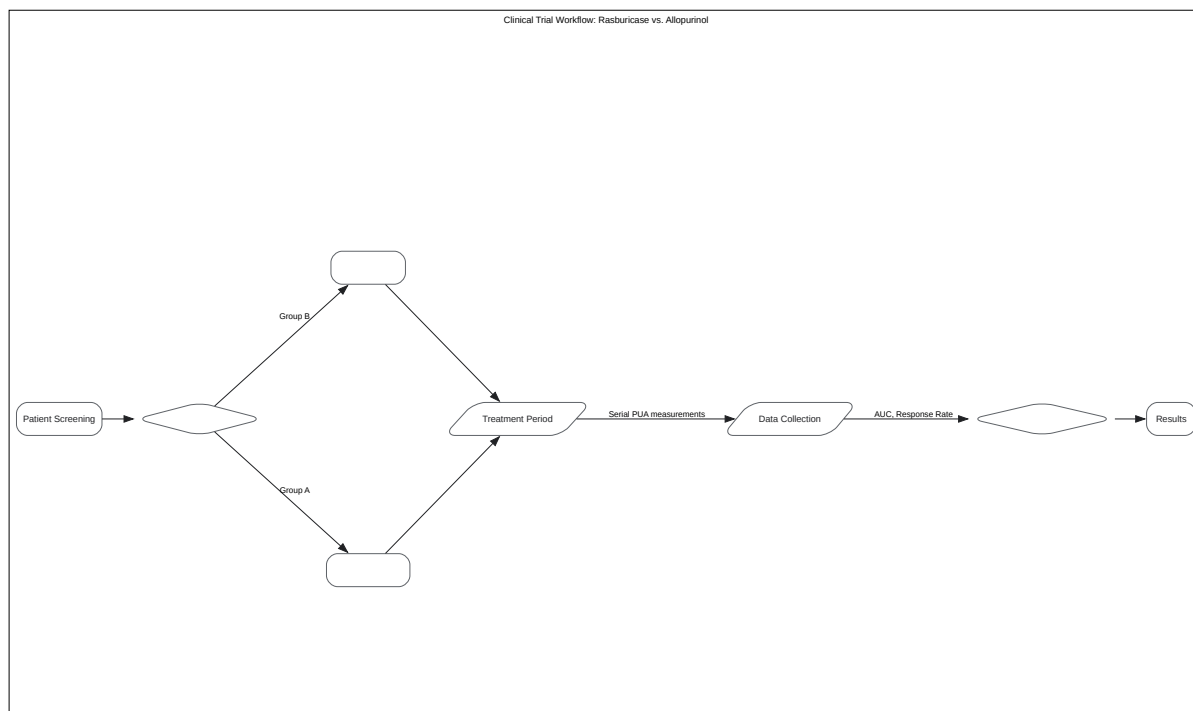 Clinical Trial Workflow: Rasburicase vs. Allopurinol
Group B
Patient Screening
Treatment Period
Serial PUA measurements
Data Collection
AUC, Response Rate
Results
Group A